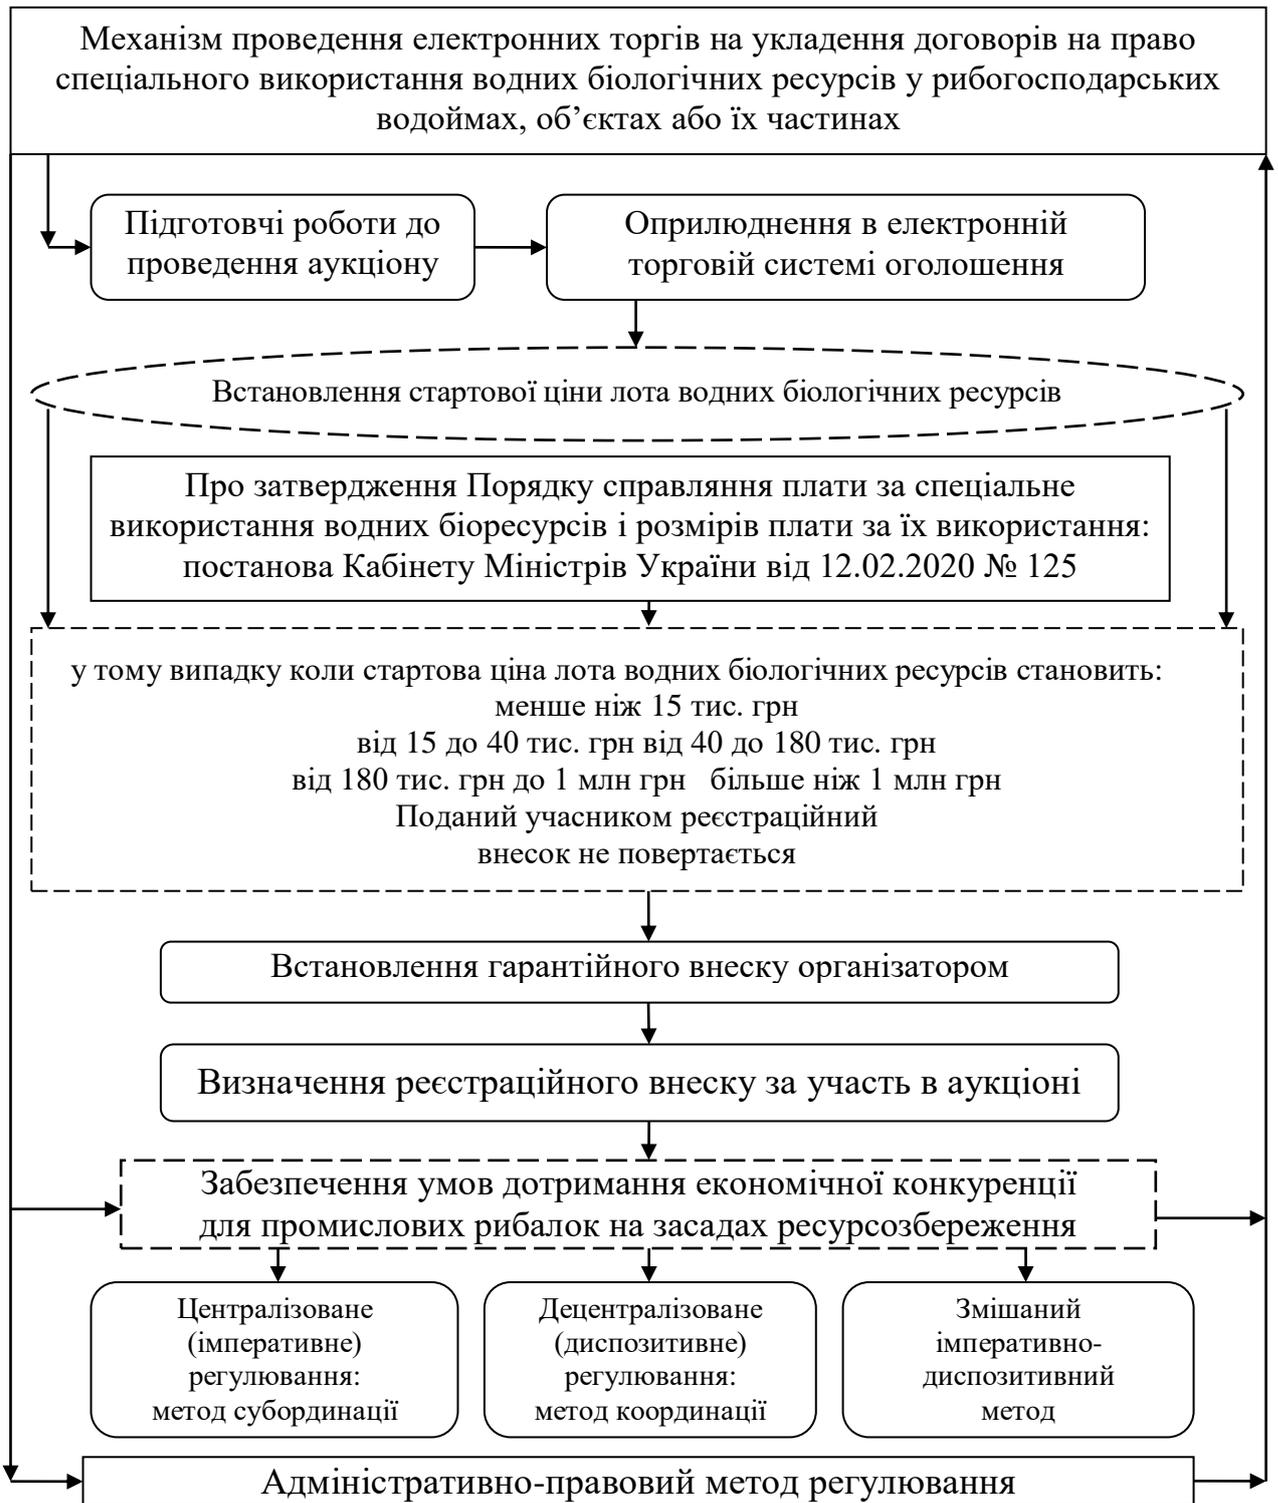 Механізм проведення електронних торгів на укладення договорів на право
спеціального використання водних біологічних ресурсів у рибогосподарських
водоймах, об’єктах або їх частинах
Підготовчі роботи до
проведення аукціону
Оприлюднення в електронній
торговій системі оголошення
Встановлення стартової ціни лота водних біологічних ресурсів
Про затвердження Порядку справляння плати за спеціальне
використання водних біоресурсів і розмірів плати за їх використання:
постанова Кабінету Міністрів України від 12.02.2020 № 125
у тому випадку коли стартова ціна лота водних біологічних ресурсів становить:
менше ніж 15 тис. грн
від 15 до 40 тис. грн від 40 до 180 тис. грн
від 180 тис. грн до 1 млн грн   більше ніж 1 млн грн
Поданий учасником реєстраційний
внесок не повертається
Встановлення гарантійного внеску організатором
Визначення реєстраційного внеску за участь в аукціоні
Забезпечення умов дотримання економічної конкуренції
для промислових рибалок на засадах ресурсозбереження
Централізоване
(імперативне)
регулювання:
метод субординації
Децентралізоване
(диспозитивне)
регулювання:
метод координації
Змішаний
імперативно-
диспозитивний
метод
Адміністративно-правовий метод регулювання